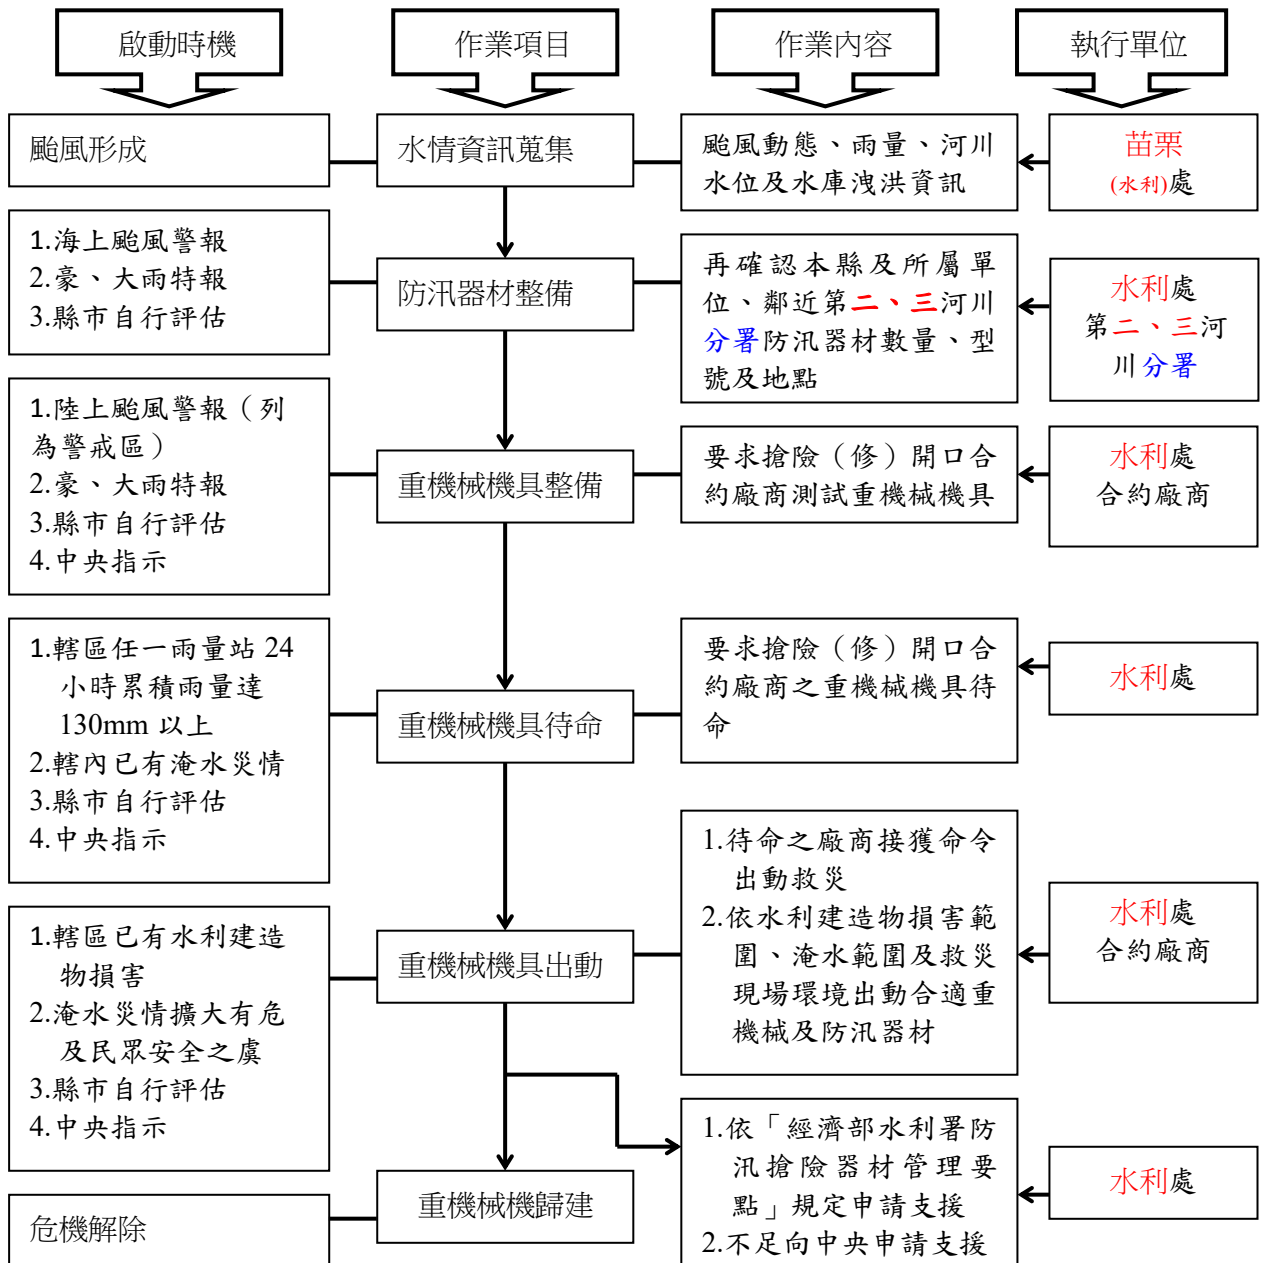 啟動時機
作業項目
作業內容
執行單位
颱風形成
水情資訊蒐集
颱風動態、雨量、河川
水位及水庫洩洪資訊
苗栗
(水利)處
1.海上颱風警報
2.豪、大雨特報
3.縣市自行評估
防汛器材整備
再確認本縣及所屬單
位、鄰近第二、三河川
分署防汛器材數量、型
號及地點
水利處
第二、三河
川分署
1.陸上颱風警報（列
為警戒區）
2.豪、大雨特報
3.縣市自行評估
4.中央指示
重機械機具整備
要求搶險（修）開口合
約廠商測試重機械機具
水利處
合約廠商
1.轄區任一雨量站 24
小時累積雨量達
130mm 以上
2.轄內已有淹水災情
3.縣市自行評估
4.中央指示
重機械機具待命
要求搶險（修）開口合
約廠商之重機械機具待
命
水利處
1.轄區已有水利建造
物損害
2.淹水災情擴大有危
及民眾安全之虞
3.縣市自行評估
4.中央指示
重機械機具出動
1.待命之廠商接獲命令
出動救災
2.依水利建造物損害範
圍、淹水範圍及救災
現場環境出動合適重
機械及防汛器材
水利處
合約廠商
危機解除
重機械機歸建
1.依「經濟部水利署防
汛搶險器材管理要
點」規定申請支援
2.不足向中央申請支援
水利處